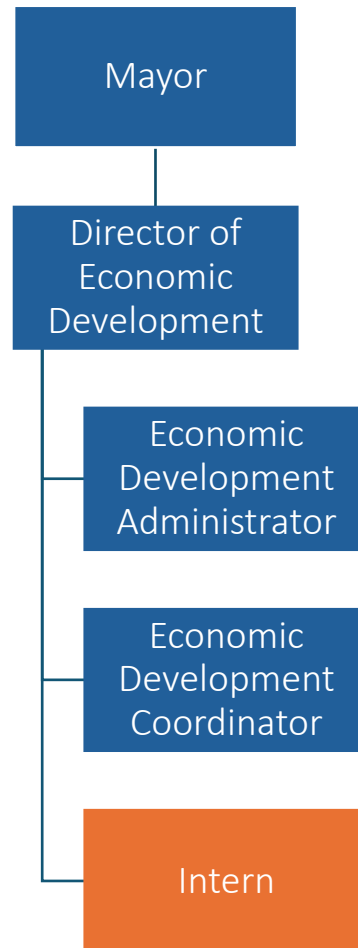 Mayor
Director of
Economic
Development
Economic
Development
Administrator
Economic
Development
Coordinator
Intern